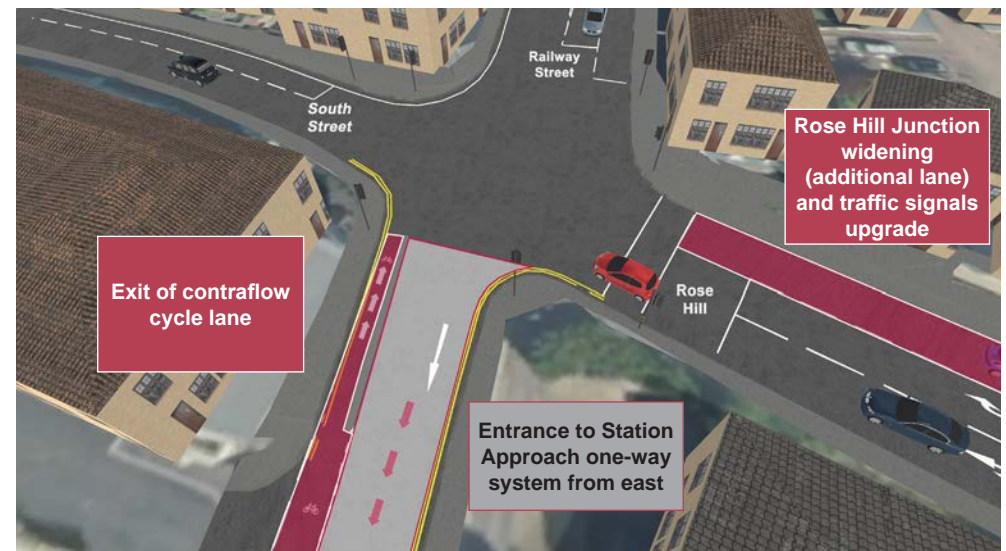 Railway
Street
South
Street
Rose Hill Junction
widening
(additional lane)
and traffic signals
upgrade
Exit of contraflow
cycle lane
Rose
Hill
Entrance to Station
Approach one-way
system from east